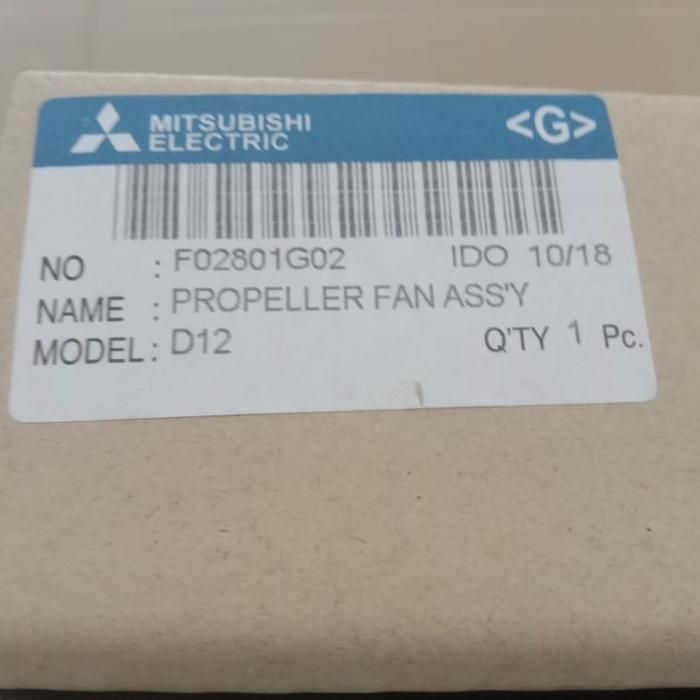 MITSUBISHI
ELECTRIC
<G>
NO : F02801G02 IDO 10/18
NAME : PROPELLER FAN ASS'Y
MODEL: D12 Q'TY 1 Pc.